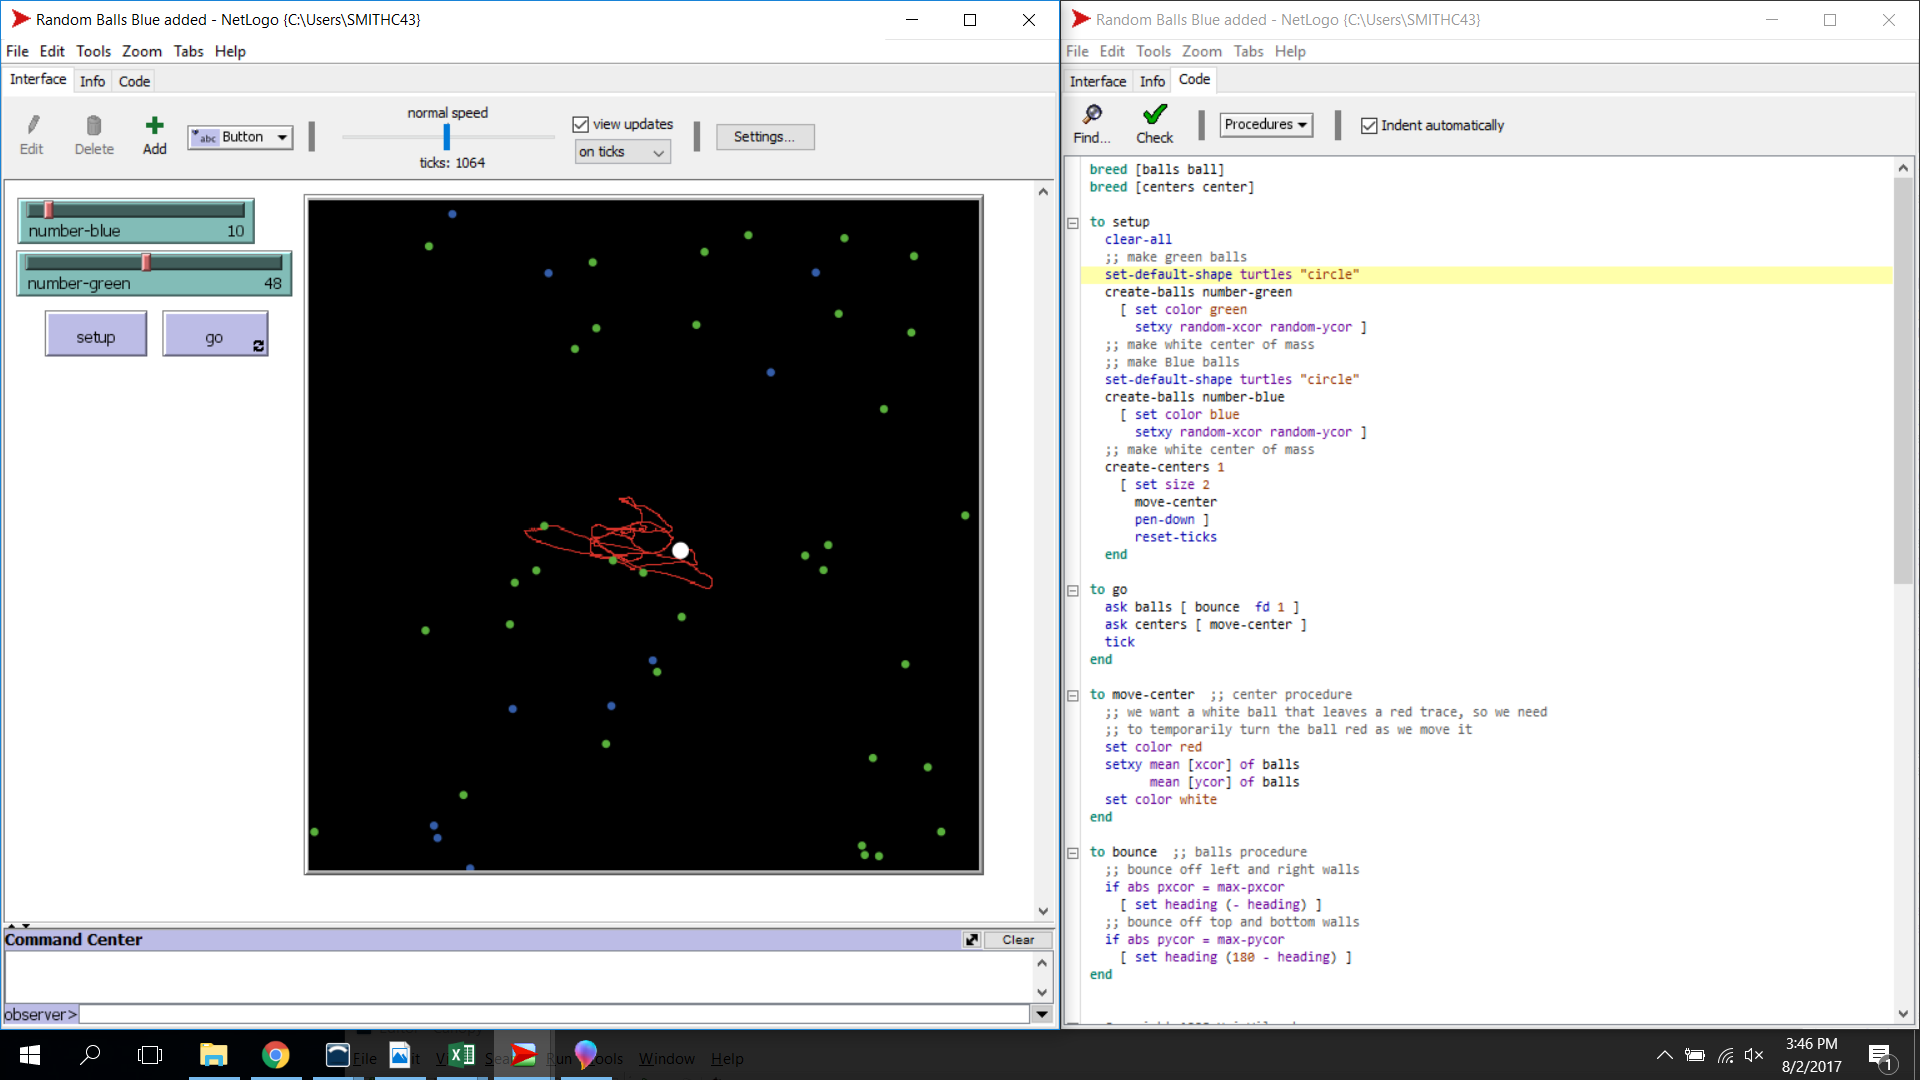 Random Balls Blue added - NetLogo {C:\Users\SMITHC43}
File Edit Tools Zoom Tabs Help
Interface Info Code
Edit
Delete
Add
abc Button
normal speed
ticks: 1064
view updates
on ticks
Settings...
number-blue 10
number-green 48
setup
go
Command Center
Clear
observer>
Random Balls Blue added - NetLogo {C:\Users\SMITHC43}
File Edit Tools Zoom Tabs Help
Interface Info Code
Find...
Check
Procedures
Indent automatically
breed [balls ball]
breed [centers center]
to setup
clear-all
;; make green balls
set-default-shape turtles "circle"
create-balls number-green
[ set color green
setxy random-xcor random-ycor ]
;; make white center of mass
;; make Blue balls
set-default-shape turtles "circle"
create-balls number-blue
[ set color blue
setxy random-xcor random-ycor ]
;; make white center of mass
create-centers 1
[ set size 2
move-center
pen-down ]
reset-ticks
end
to go
ask balls [ bounce  fd 1 ]
ask centers [ move-center ]
tick
end
to move-center  ;; center procedure
;; we want a white ball that leaves a red trace, so we need
;; to temporarily turn the ball red as we move it
set color red
setxy mean [xcor] of balls
mean [ycor] of balls
set color white
end
to bounce  ;; balls procedure
;; bounce off left and right walls
if abs pxcor = max-pxcor
[ set heading (- heading) ]
;; bounce off top and bottom walls
if abs pycor = max-pycor
[ set heading (180 - heading) ]
end
File
Window Help
3:46 PM
8/2/2017
1